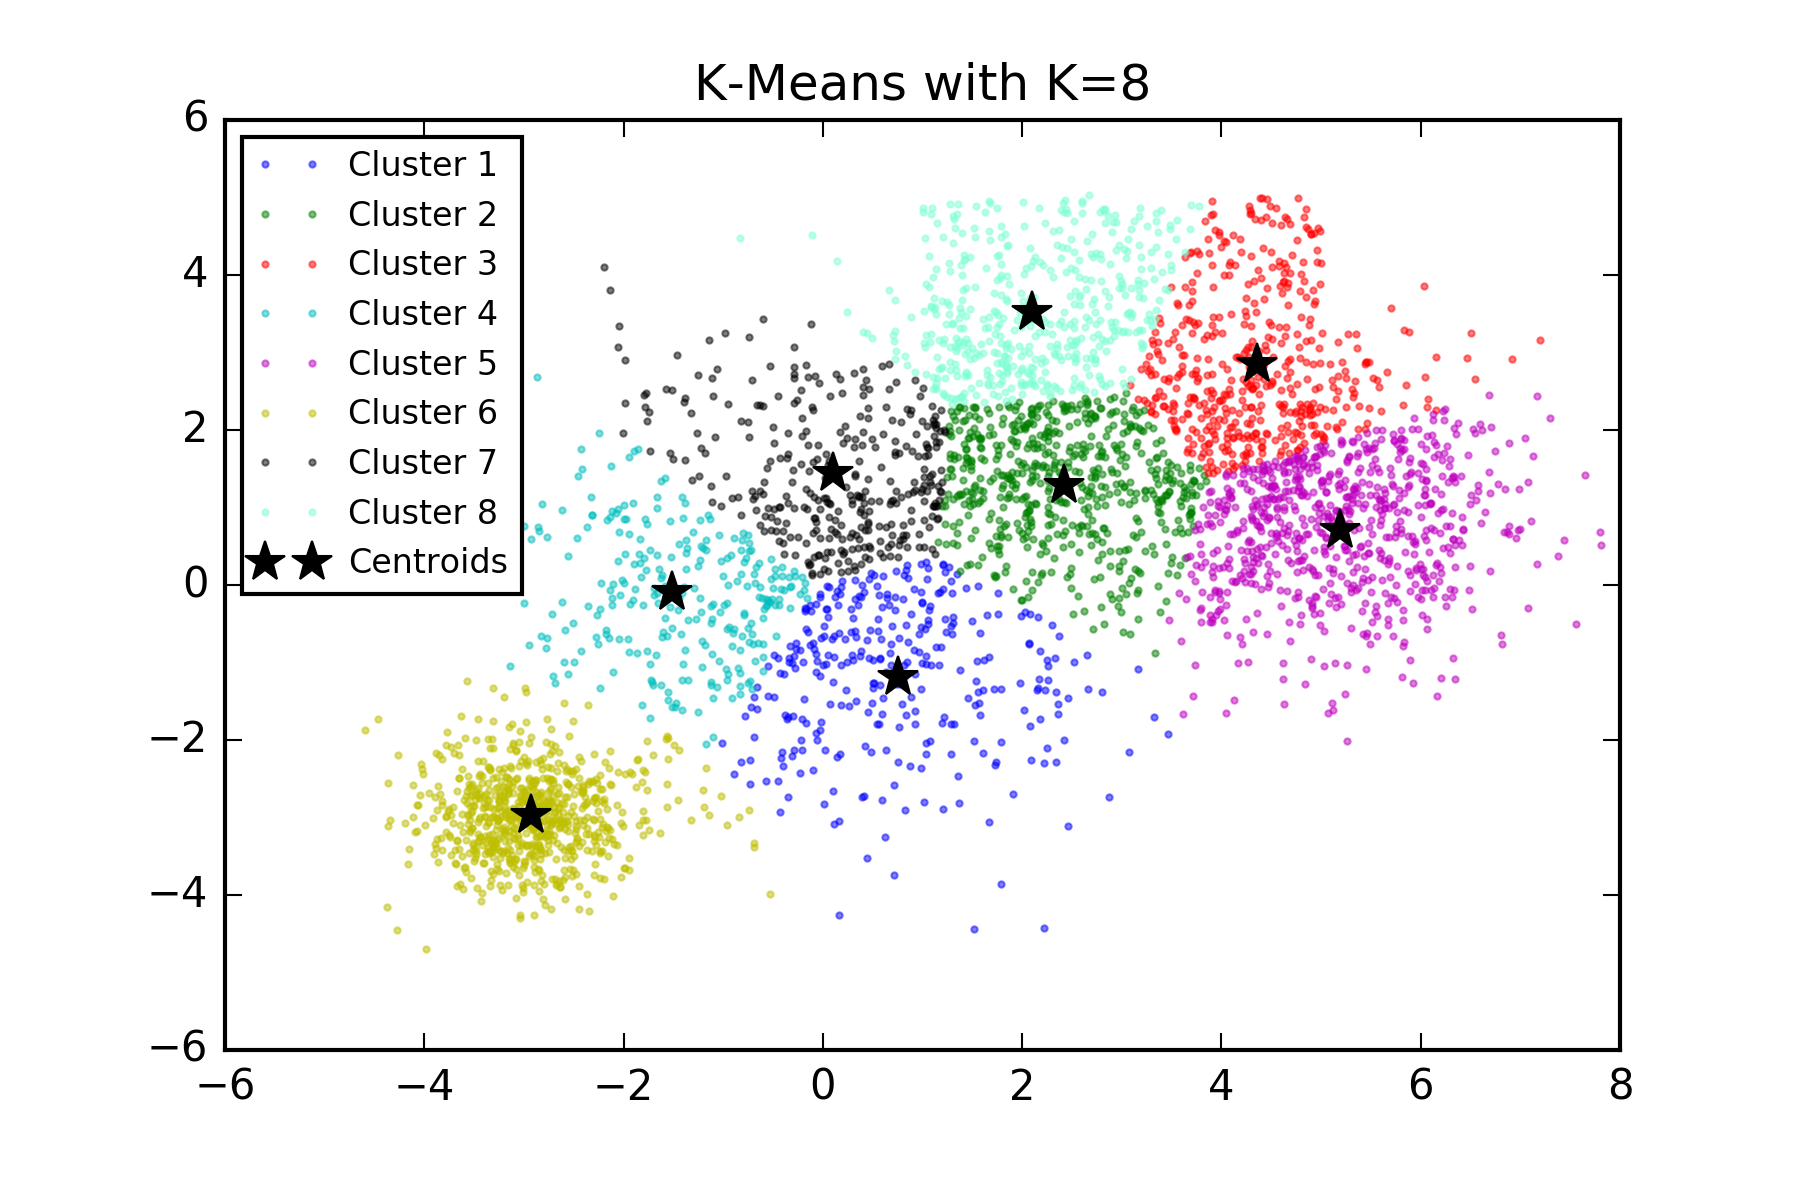 K-Means with K=8
6
4
2
0
−2
−4
−6
Cluster 1
Cluster 2
Cluster 3
Cluster 4
Cluster 5
Cluster 6
Cluster 7
Cluster 8
Centroids
−6 −4 −2 0 2 4 6 8